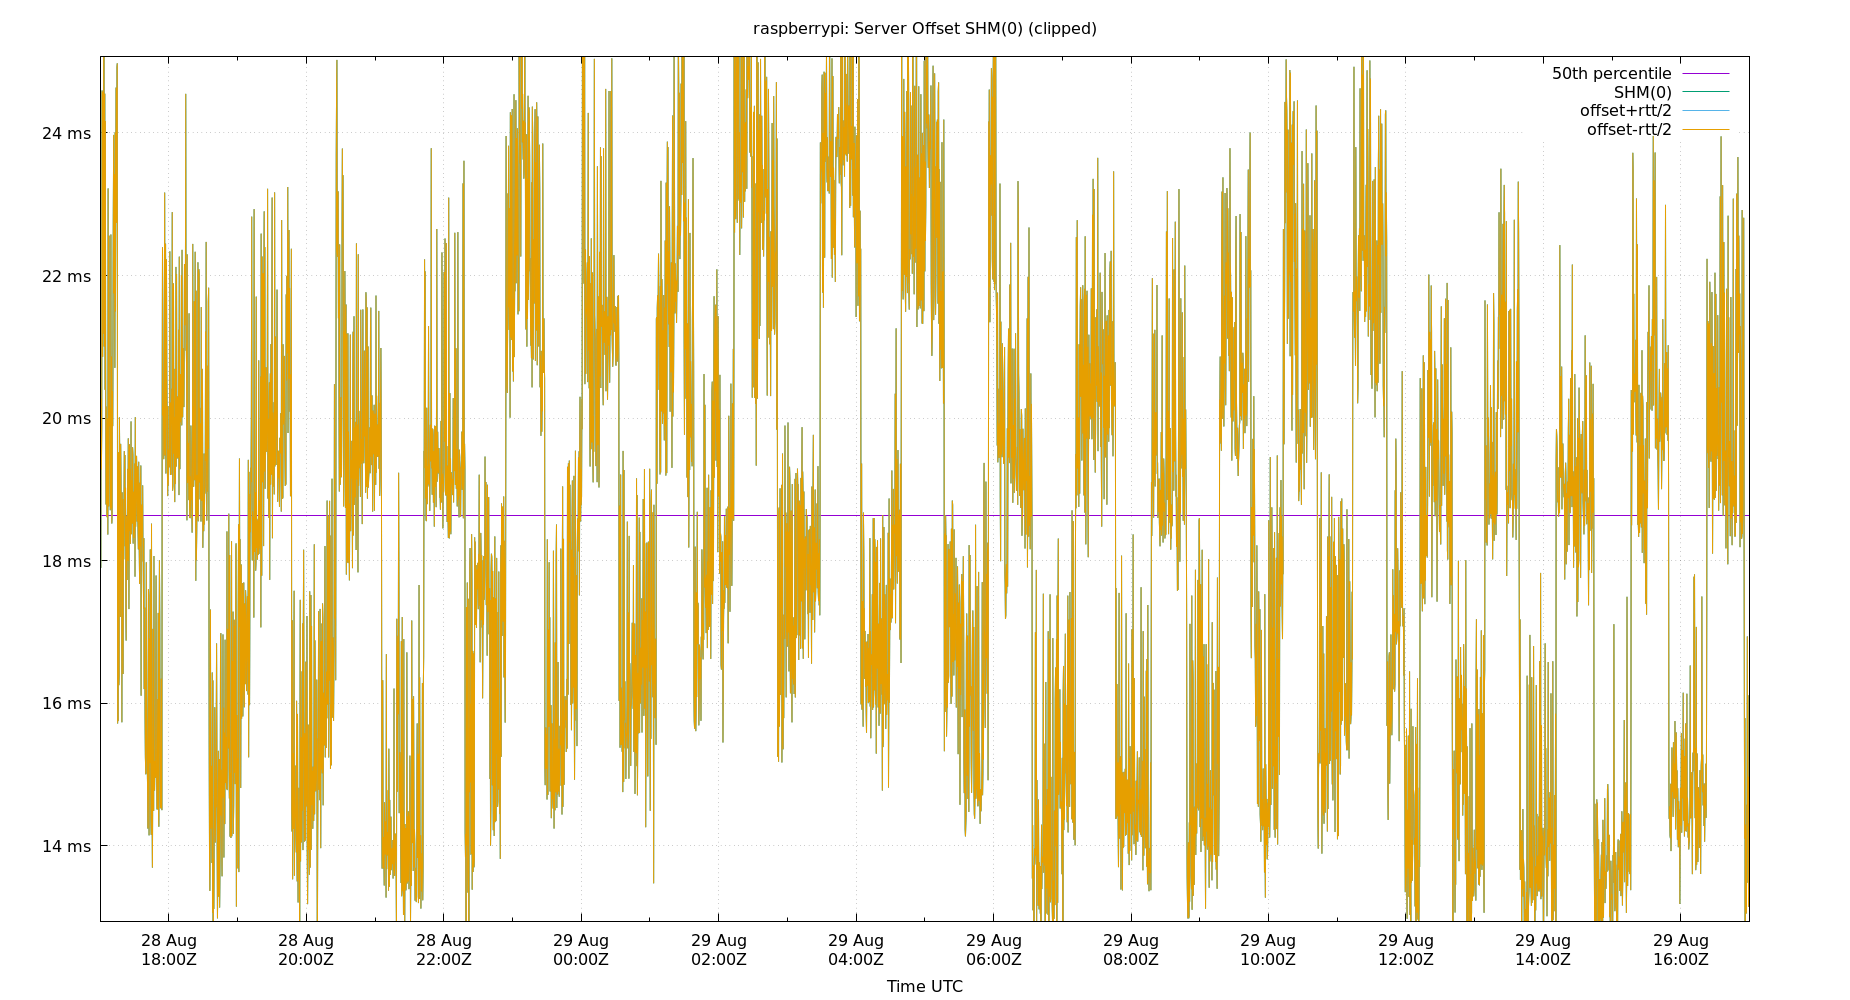 raspberrypi: Server Offset SHM(0) (clipped)
50th percentile
SHM(0)
offset+rtt/2
offset-rtt/2
24 ms
22 ms
20 ms
18 ms
16 ms
14 ms
28 Aug 28 Aug 28 Aug 29 Aug 29 Aug 29 Aug 29 Aug 29 Aug 29 Aug 29 Aug 29 Aug 29 Aug
18:00Z 20:00Z 22:00Z 00:00Z 02:00Z 04:00Z 06:00Z 08:00Z 10:00Z 12:00Z 14:00Z 16:00Z
Time UTC